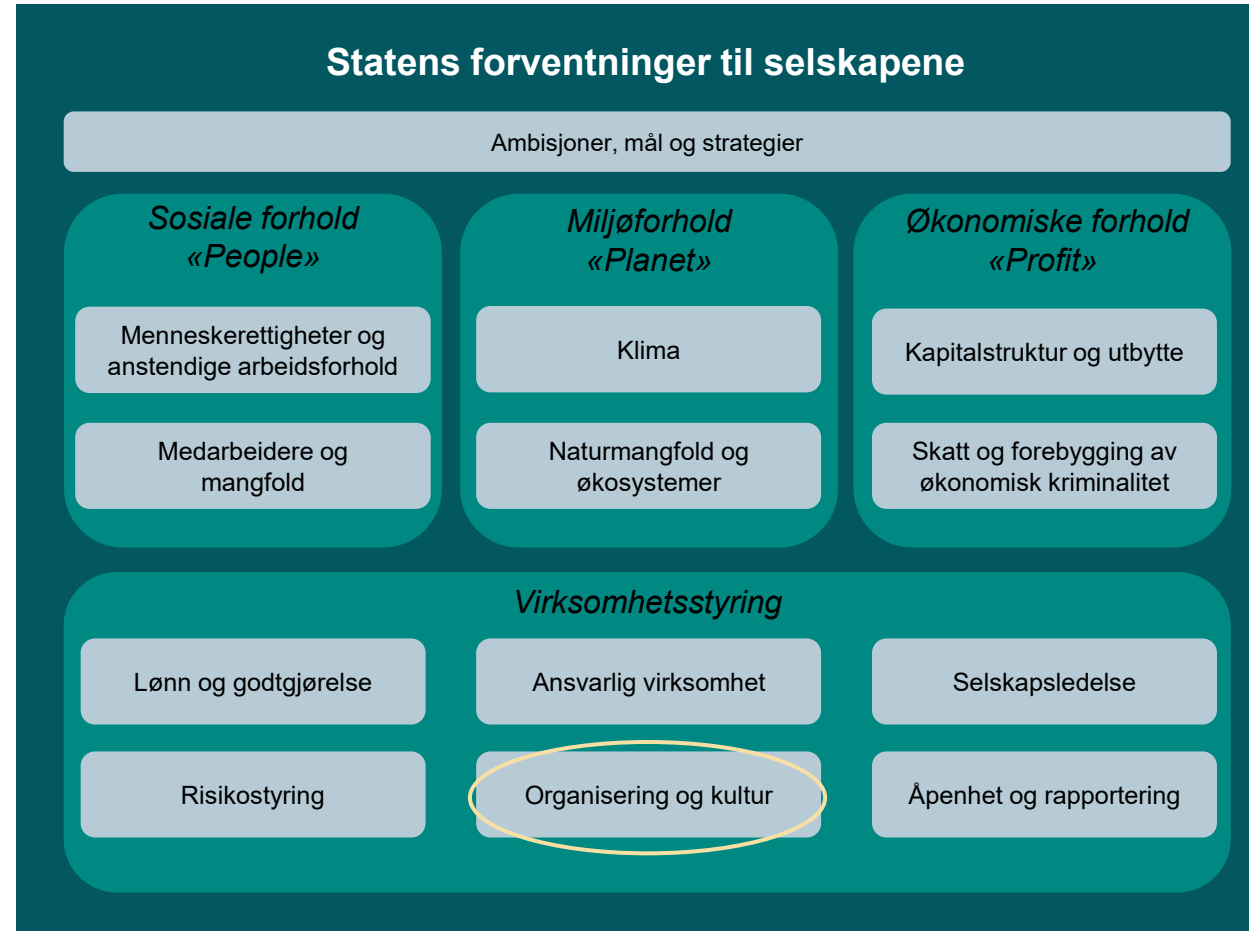 Statens forventninger til selskapene
Ambisjoner, mål og strategier
Sosiale forhold
«People»
Menneskerettigheter og
anstendige arbeidsforhold
Medarbeidere og
mangfold
Miljøforhold
«Planet»
Klima
Naturmangfold og
økosystemer
Økonomiske forhold
«Profit»
Kapitalstruktur og utbytte
Skatt og forebygging av
økonomisk kriminalitet
Virksomhetsstyring
Lønn og godtgjørelse
Ansvarlig virksomhet
Selskapsledelse
Risikostyring
Organisering og kultur
Åpenhet og rapportering